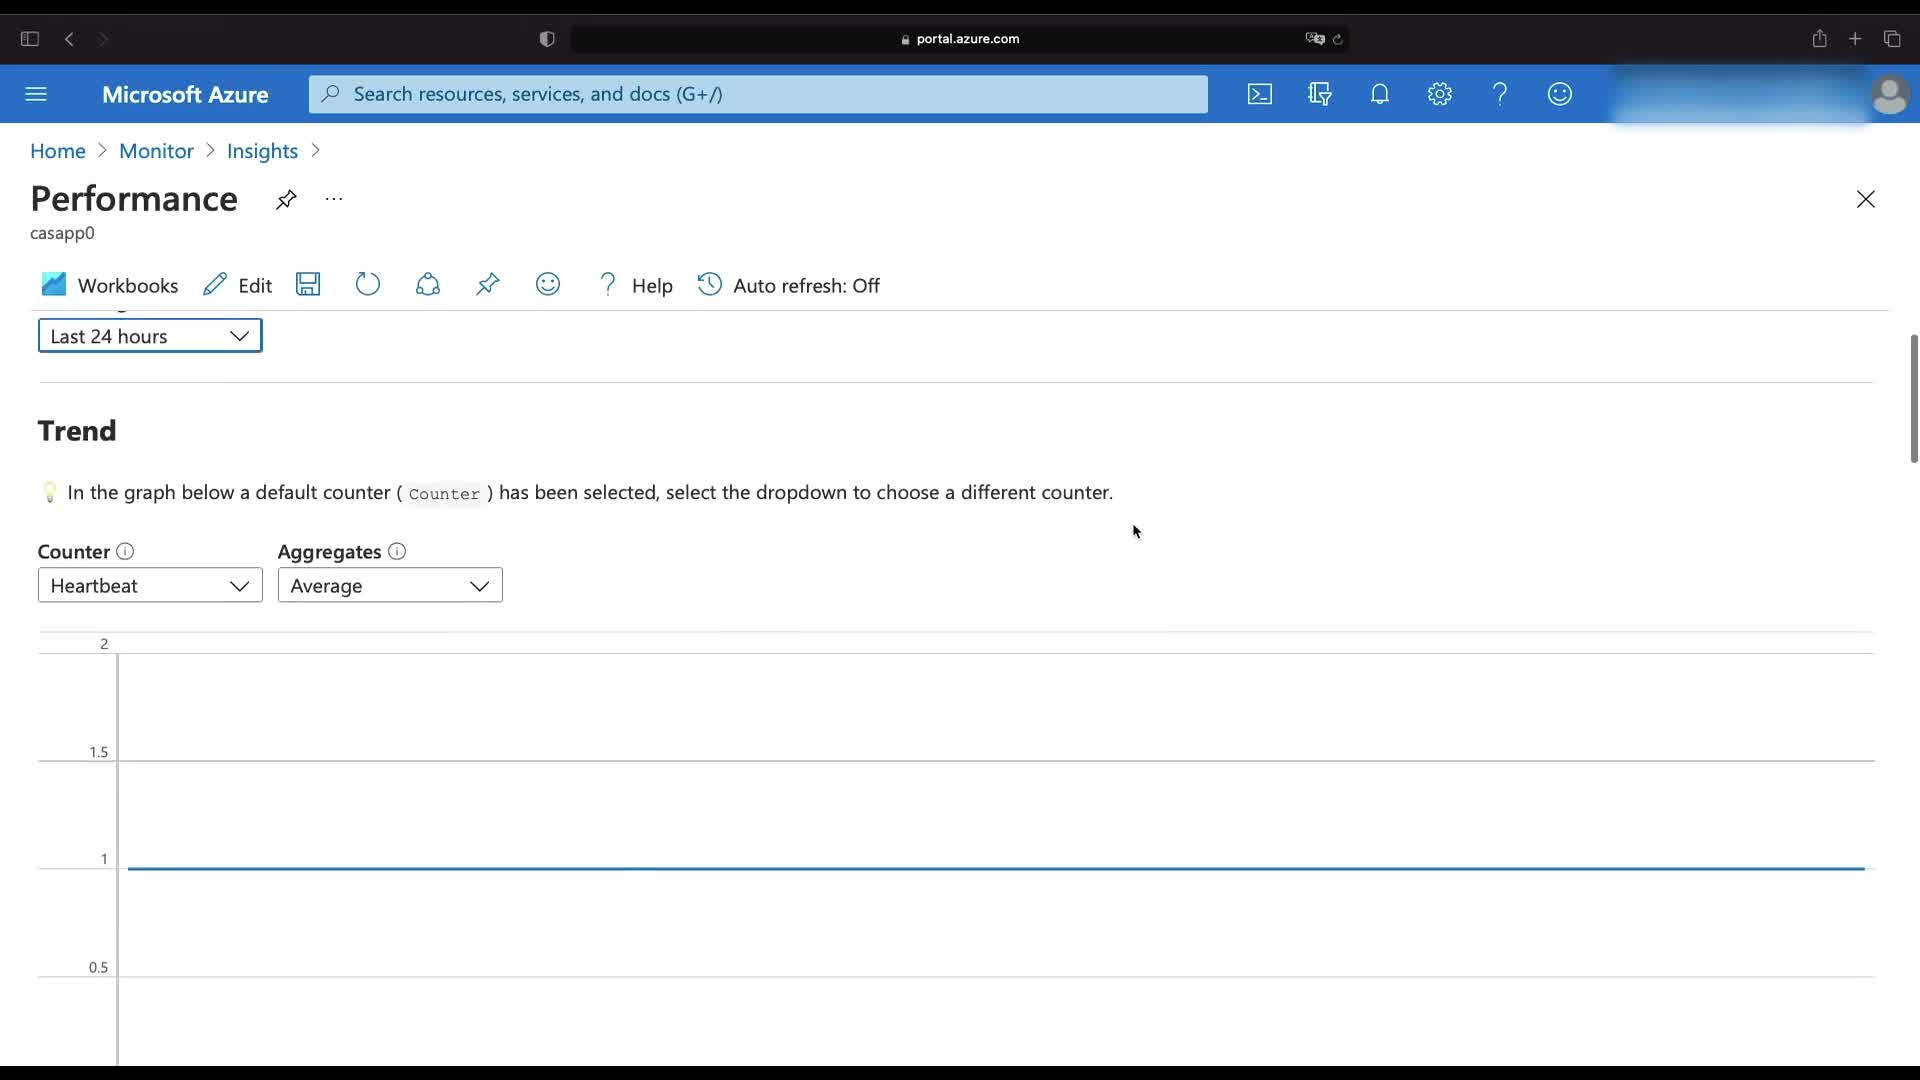 portal.azure.com
Microsoft Azure
Search resources, services, and docs (G+/)
Home > Monitor > Insights >
Performance
casapp0
Workbooks Edit ? Help Auto refresh: Off
Last 24 hours
Trend
In the graph below a default counter ( Counter ) has been selected, select the dropdown to choose a different counter.
Counter Aggregates
Heartbeat Average
2
1.5
1
0.5